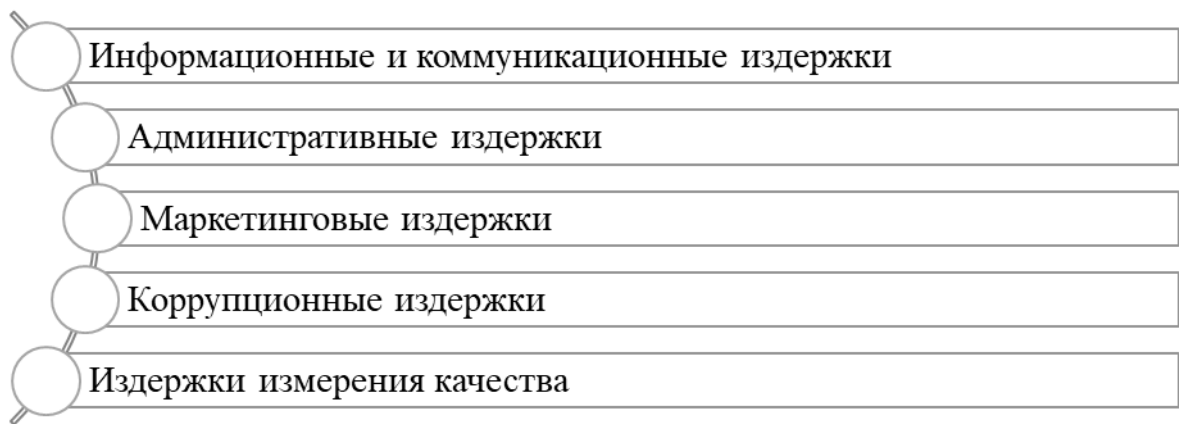 Информационные и коммуникационные издержки
Административные издержки
Маркетинговые издержки
Коррупционные издержки
Издержки измерения качества